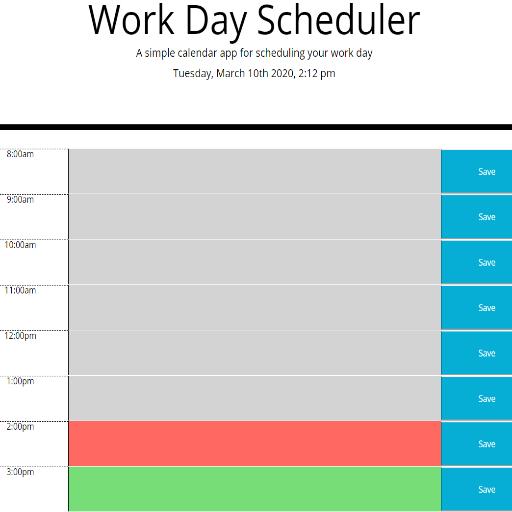 Work Day Scheduler
A simple calendar app for scheduling your work day
Tuesday, March 10th 2020, 2:12 pm
8:00am
Save
9:00am
Save
10:00am
Save
11:00am
Save
12:00pm
Save
1:00pm
Save
2:00pm
Save
3:00pm
Save